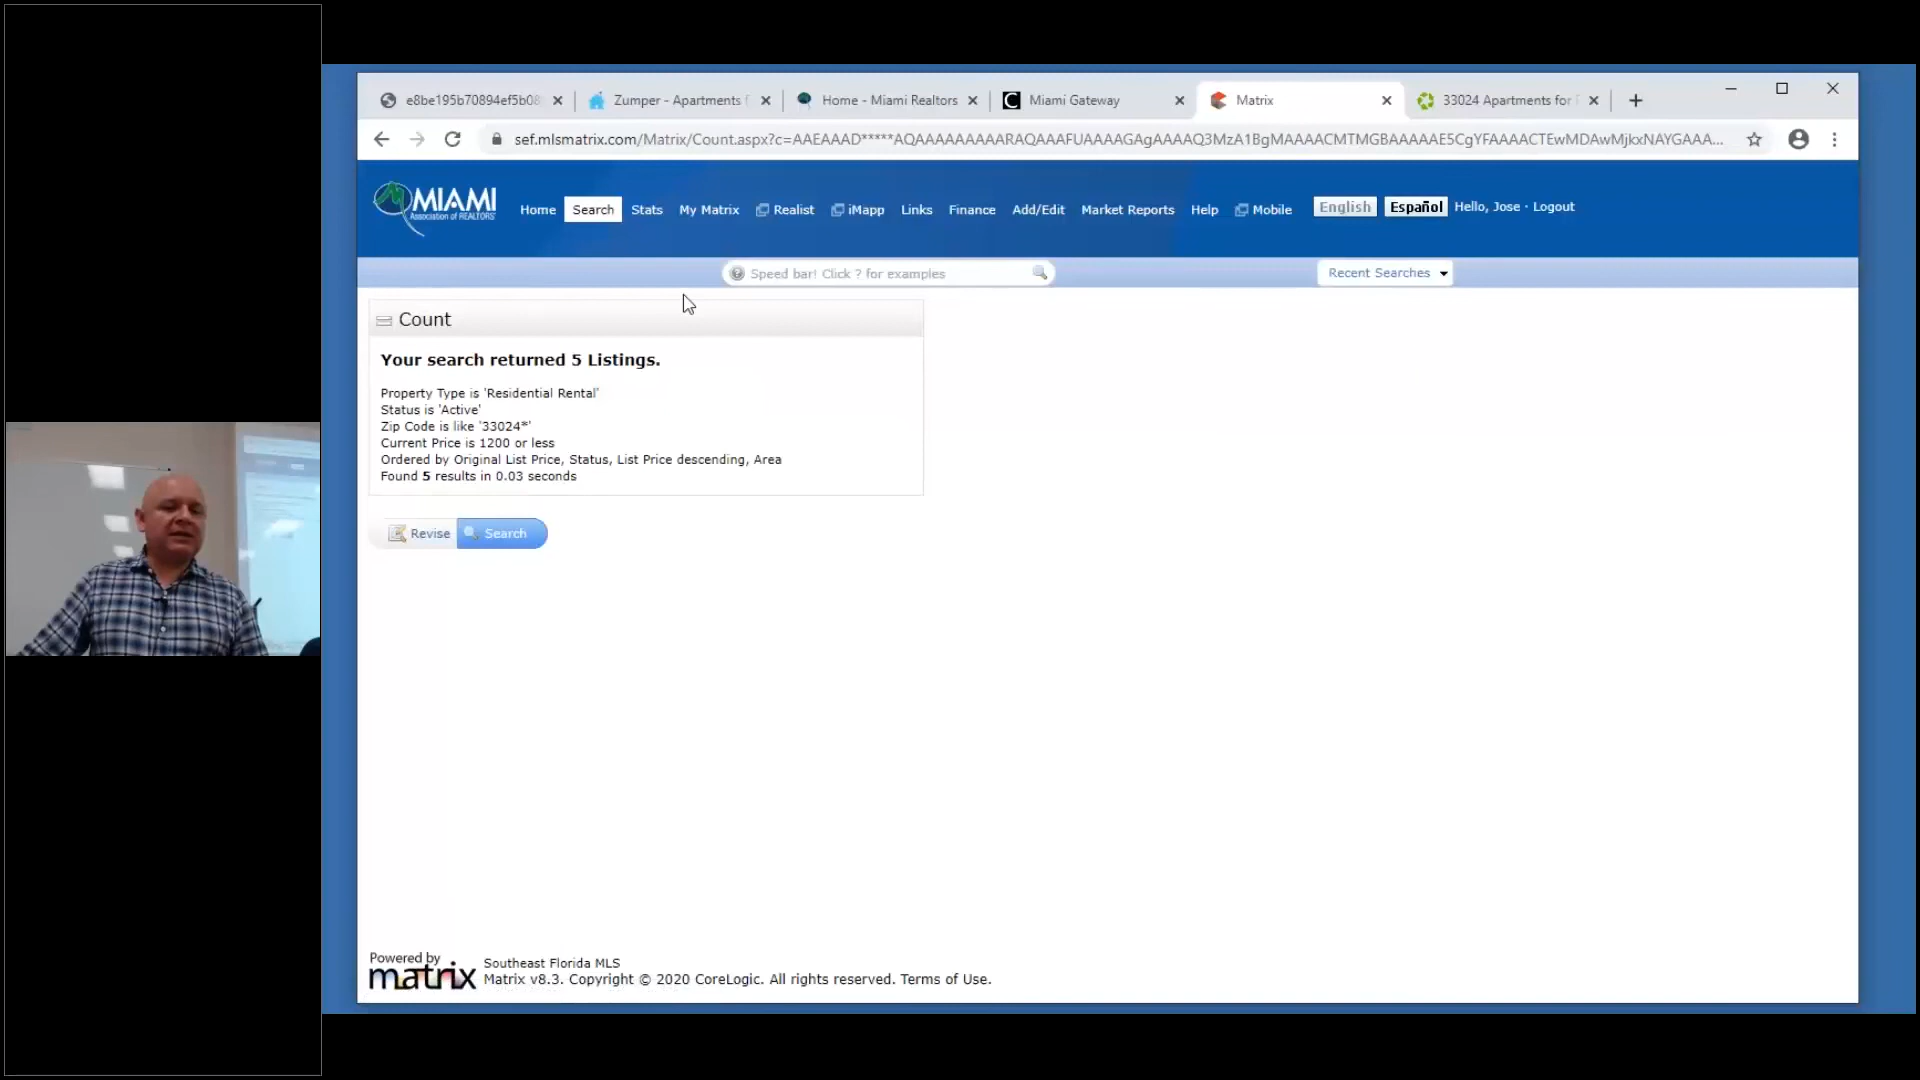 e8be195b70894ef5b08
Zumper - Apartments f
Home - Miami Realtors
Miami Gateway
Matrix
33024 Apartments for
sef.mlsmatrix.com/Matrix/Count.aspx?c=AAEAAAD*****AQAAAAAAAAARAQAAAFUAAAAGAgAAAAQ3MzA1BgMAAAACMTMGBAAAAAE5CgYFAAAACTEwMDAwMjkxNAYGAAA...
MIAMI
Association of REALTORS®
Home
Search
Stats
My Matrix
Realist
iMapp
Links
Finance
Add/Edit
Market Reports
Help
Mobile
English
Español
Hello, Jose · Logout
Speed bar! Click ? for examples
Recent Searches
Count
Your search returned 5 Listings.
Property Type is 'Residential Rental'
Status is 'Active'
Zip Code is like '33024*'
Current Price is 1200 or less
Ordered by Original List Price, Status, List Price descending, Area
Found 5 results in 0.03 seconds
Revise
Search
Powered by
matrix
Southeast Florida MLS
Matrix v8.3. Copyright © 2020 CoreLogic. All rights reserved. Terms of Use.